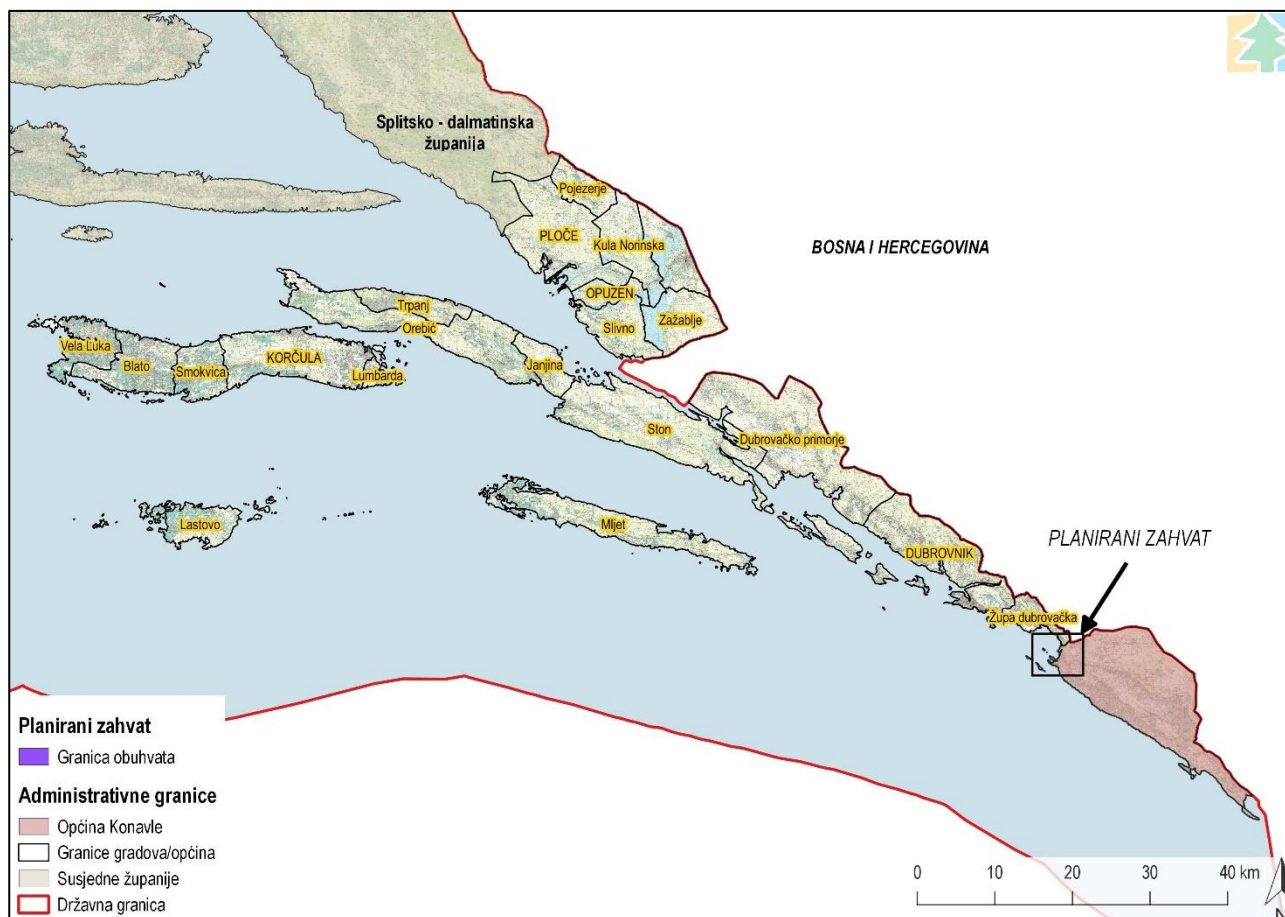 Splitsko - dalmatinska
županija
Pojezerje
PLOČE
Kula Norinska
BOSNA I HERCEGOVINA
OPUZEN
Trpanj
Slivno
Zažablje
Orebić
Vela Luka
Blato
Smokvica
KORČULA
Lumbarda
Janjina
Ston
Dubrovačko primorje
Lastovo
Mljet
DUBROVNIK
PLANIRANI ZAHVAT
Župa dubrovačka
Planirani zahvat
Granica obuhvata
Administrativne granice
Općina Konavle
Granice gradova/općina
Susjedne županije
Državna granica
0 10 20 30 40 km